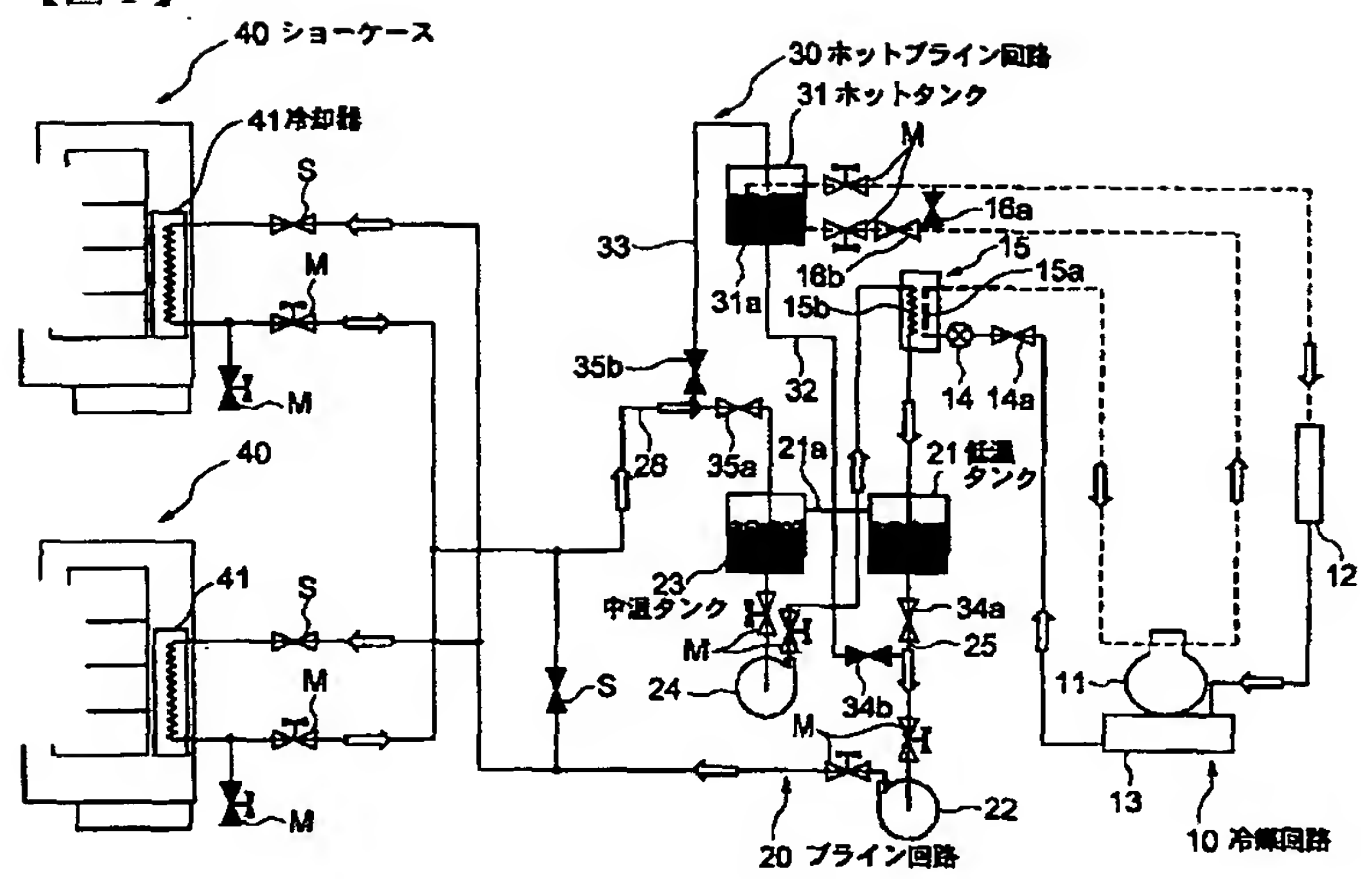 40 ショーケース
30 ホットブライン回路
31 ホットタンク
41 冷却器
M
S
16a
33
16b
15
M
31a
15b
15a
35b
32
14
14a
M
28
35a
21a
21 低温タンク
40
23
中温タンク
12
41
S
34a
M
25
11
M
24
S
34b
M
13
M
22
20 ブライン回路
10 冷媒回路